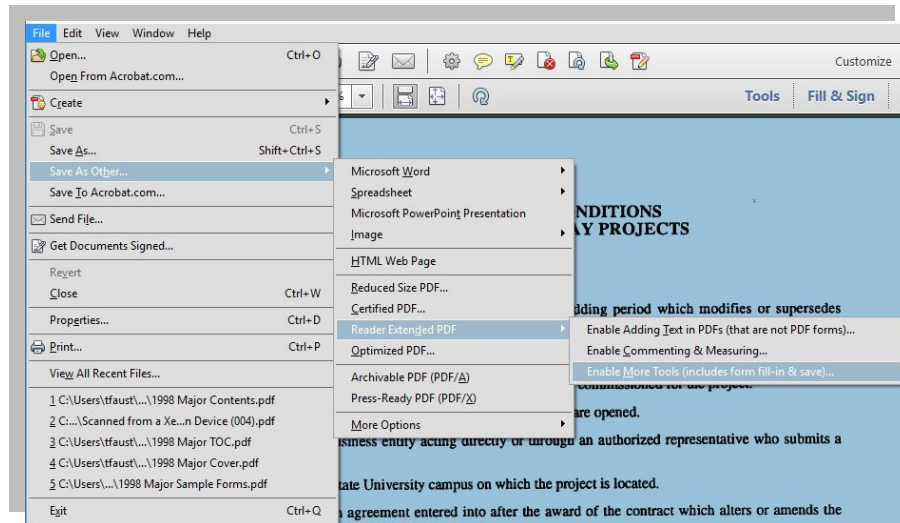 File Edit View Window Help
Open... Ctrl+O
Open From Acrobat.com...
Create
Save Ctrl+S
Save As... Shift+Ctrl+S
Save As Other...
Save To Acrobat.com...
Send File...
Get Documents Signed...
Revert
Close Ctrl+W
Properties... Ctrl+D
Print... Ctrl+P
View All Recent Files...
1 C:\Users\tfaust\...\1998 Major Contents.pdf
2 C:\...\Scanned from a Xe...n Device (004).pdf
3 C:\Users\tfaust\...\1998 Major TOC.pdf
4 C:\Users\tfaust\...\1998 Major Cover.pdf
5 C:\Users\...\1998 Major Sample Forms.pdf
Exit Ctrl+Q
Microsoft Word
Spreadsheet
Microsoft PowerPoint Presentation
Image
HTML Web Page
Reduced Size PDF...
Certified PDF...
Reader Extended PDF
Optimized PDF...
Archivable PDF (PDF/A)
Press-Ready PDF (PDF/X)
More Options
Enable Adding Text in PDFs (that are not PDF forms)...
Enable Commenting & Measuring...
Enable More Tools (includes form fill-in & save)...
Customize
%
Tools Fill & Sign
NDITIONS
AY PROJECTS
dding period which modifies or supersedes
commissioned for the project.
are opened.
siness entity acting directly or through an authorized representative who submits a
tate University campus on which the project is located.
agreement entered into after the award of the contract which alters or amends the